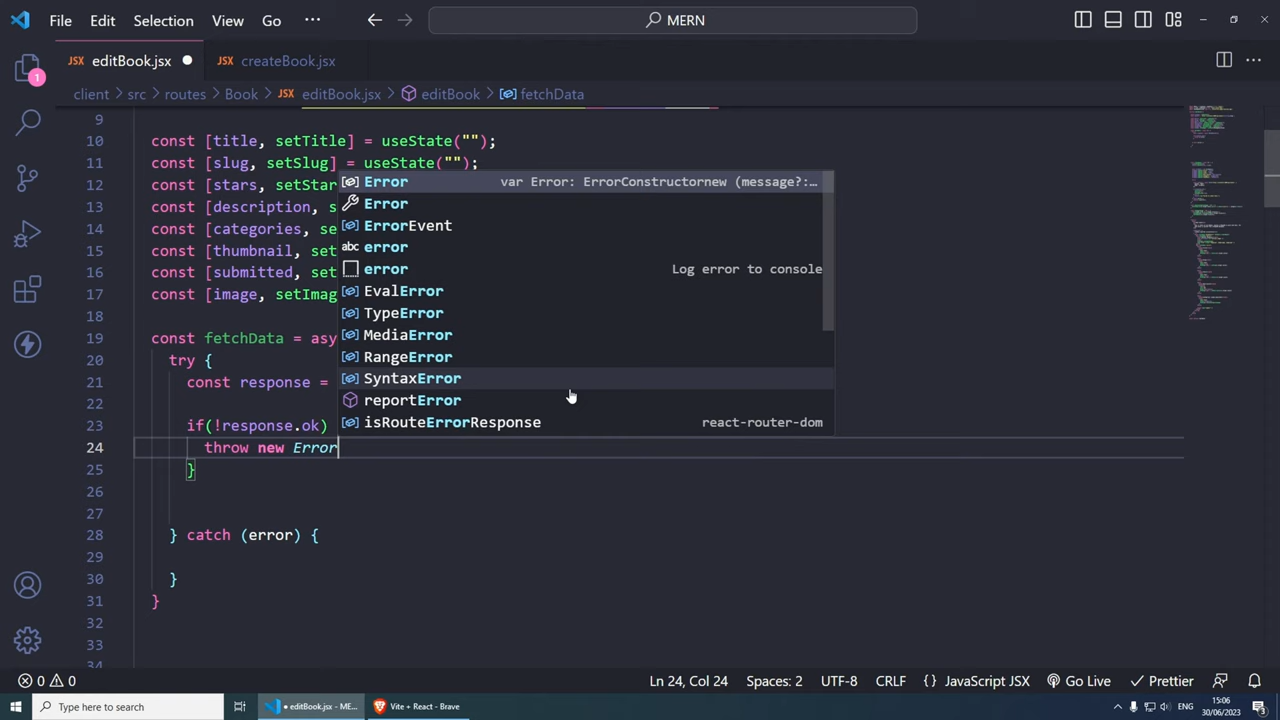 File Edit Selection View Go ··· MERN
JSX editBook.jsx JSX createBook.jsx
1
client > src > routes > Book > JSX editBook.jsx > editBook > fetchData
9
10 const [title, setTitle] = useState("");
11 const [slug, setSlug] = useState("");
12 const [stars, setStar
13 const [description, s
14 const [categories, se
15 const [thumbnail, set
16 const [submitted, set
17 const [image, setImag
18
19 const fetchData = asy
20 try {
21 const response =
22
23 if(!response.ok)
24 throw new Error
25 }
26
27
28 } catch (error) {
29
30 }
31 }
32
33
34
Error var Error: ErrorConstructornew (message?:…
Error
ErrorEvent
abc error
error Log error to console
EvalError
TypeError
MediaError
RangeError
SyntaxError
reportError
isRouteErrorResponse react-router-dom
0 0 Ln 24, Col 24 Spaces: 2 UTF-8 CRLF {} JavaScript JSX Go Live Prettier
Type here to search editBook.jsx - ME... Vite + React - Brave ENG 15:06
30/06/2023 3